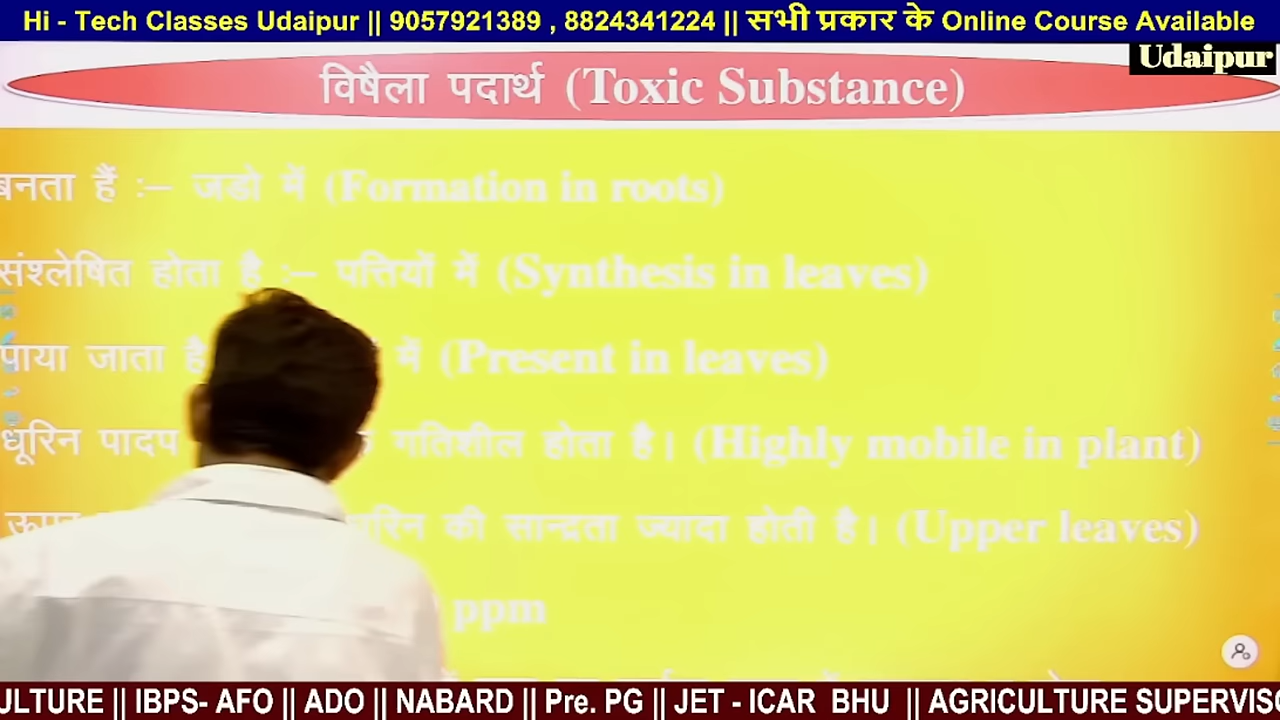 Hi - Tech Classes Udaipur || 9057921389 , 8824341224 || सभी प्रकार के Online Course Available
Udaipur
विषैला पदार्थ (Toxic Substance)
बनता हैं :– जडो में (Formation in roots)
संश्लेषित होता है :– पत्तियों में (Synthesis in leaves)
पाया जाता है में (Present in leaves)
धूरिन पादप गतिशील होता है। (Highly mobile in plant)
की सान्द्रता ज्यादा होती है। (Upper leaves)
ppm
ULTURE || IBPS- AFO || ADO || NABARD || Pre. PG || JET - ICAR BHU || AGRICULTURE SUPERVISO